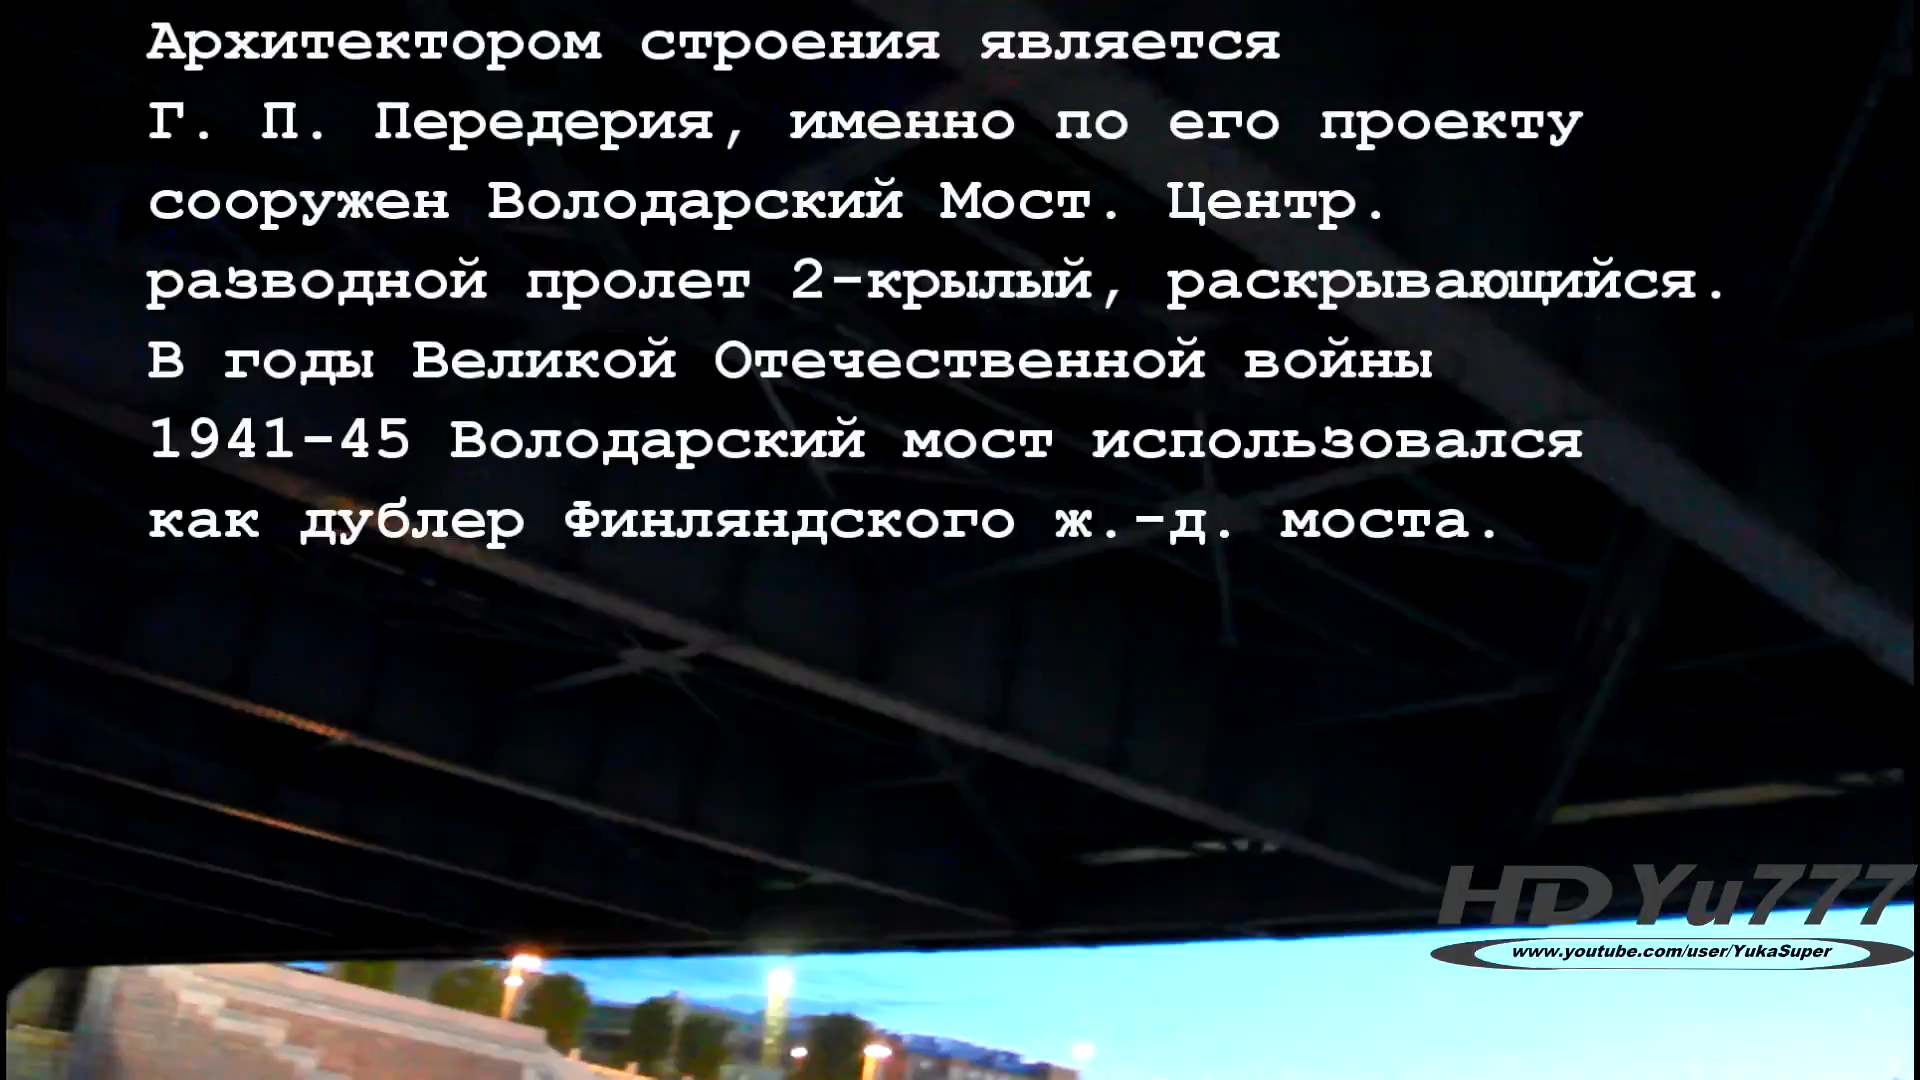 Архитектором строения является
Г. П. Передерия, именно по его проекту
сооружен Володарский Мост. Центр.
разводной пролет 2-крылый, раскрывающийся.
В годы Великой Отечественной войны
1941-45 Володарский мост использовался
как дублер Финляндского ж.-д. моста.
HD Yu777
www.youtube.com/user/YukaSuper